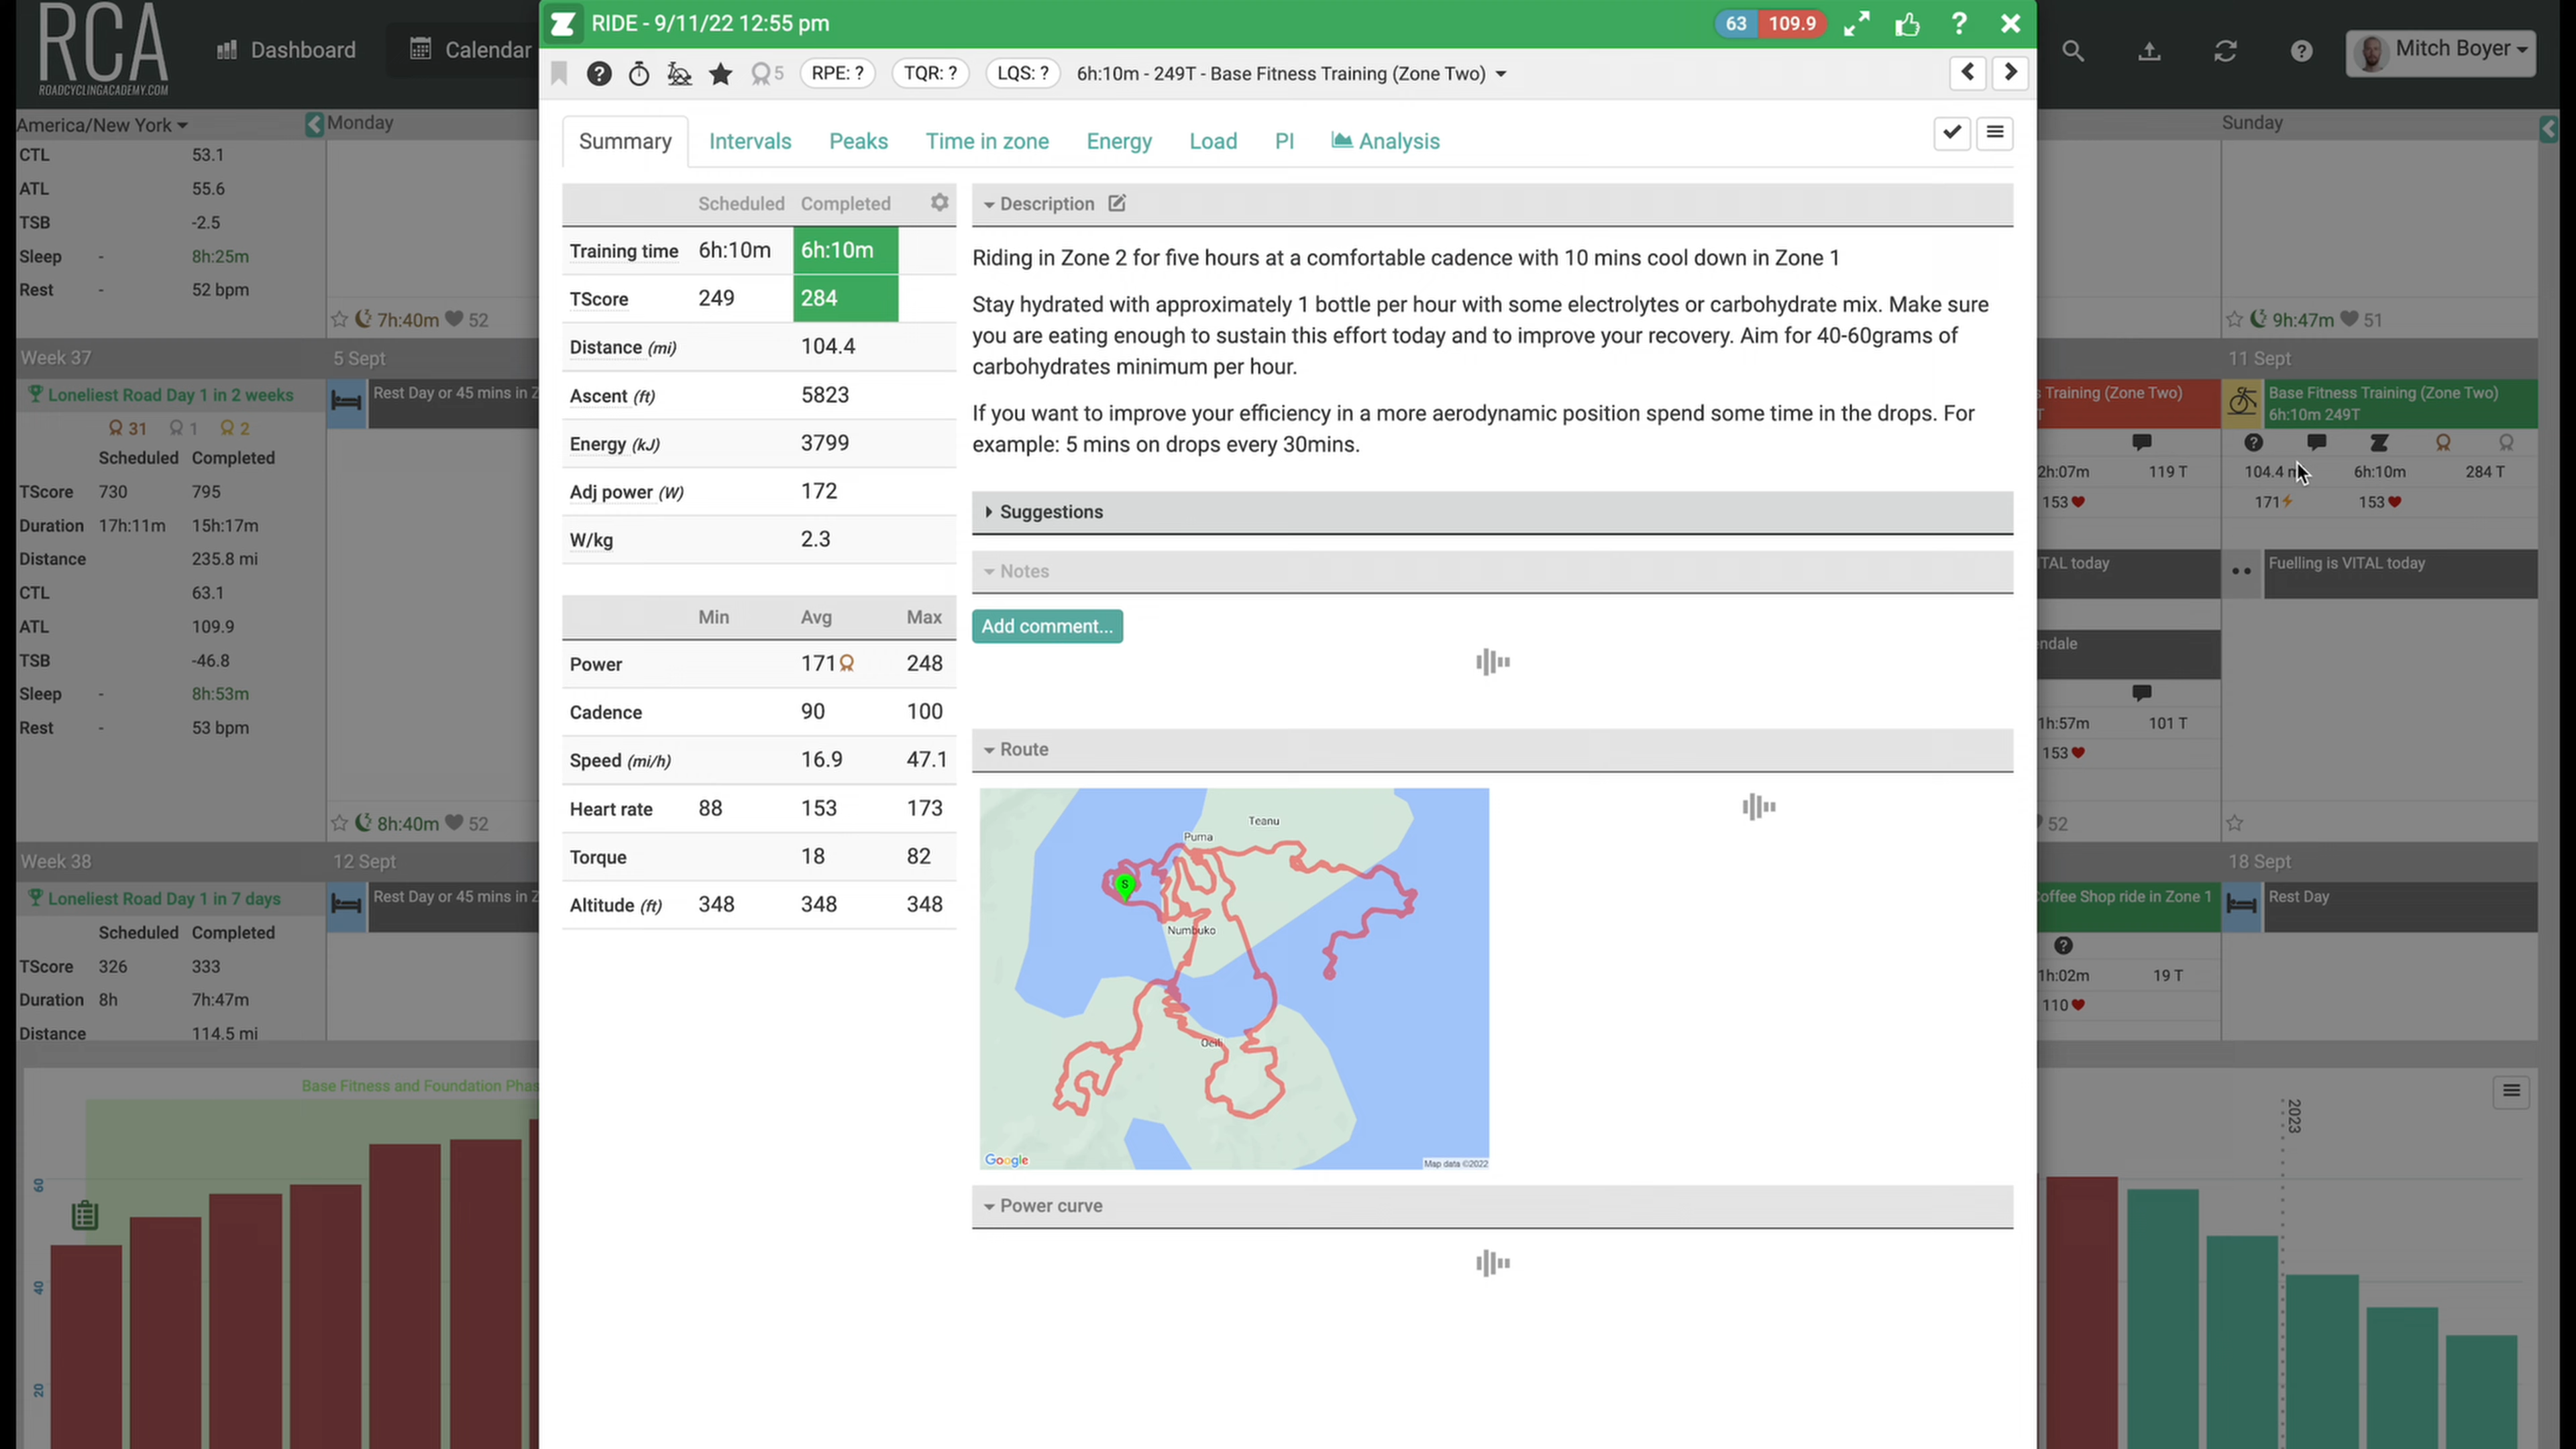 RCA
ROADCYCLINGACADEMY.COM
Dashboard
Calendar
RIDE - 9/11/22 12:55 pm
63 109.9
Mitch Boyer
RPE: ?
TQR: ?
LQS: ?
5
6h:10m - 249T - Base Fitness Training (Zone Two)
Summary Intervals Peaks Time in zone Energy Load PI Analysis
America/New York
Monday
Sunday
CTL 53.1
ATL 55.6
TSB -2.5
Sleep - 8h:25m
Rest - 52 bpm
7h:40m 52
9h:47m 51
Week 37
5 Sept
11 Sept
Loneliest Road Day 1 in 2 weeks
31 1 2
Rest Day or 45 mins in Z
Scheduled Completed
TScore 730 795
Duration 17h:11m 15h:17m
Distance 235.8 mi
CTL 63.1
ATL 109.9
TSB -46.8
Sleep - 8h:53m
Rest - 53 bpm
8h:40m 52
Week 38
12 Sept
18 Sept
Loneliest Road Day 1 in 7 days
Rest Day or 45 mins in Z
Scheduled Completed
TScore 326 333
Duration 8h 7h:47m
Distance 114.5 mi
Base Fitness and Foundation Phas
60
40
20
Scheduled Completed
Training time 6h:10m 6h:10m
TScore 249 284
Distance (mi) 104.4
Ascent (ft) 5823
Energy (kJ) 3799
Adj power (W) 172
W/kg 2.3
Min Avg Max
Power 171 248
Cadence 90 100
Speed (mi/h) 16.9 47.1
Heart rate 88 153 173
Torque 18 82
Altitude (ft) 348 348 348
Description
Riding in Zone 2 for five hours at a comfortable cadence with 10 mins cool down in Zone 1
Stay hydrated with approximately 1 bottle per hour with some electrolytes or carbohydrate mix. Make sure
you are eating enough to sustain this effort today and to improve your recovery. Aim for 40-60grams of
carbohydrates minimum per hour.
If you want to improve your efficiency in a more aerodynamic position spend some time in the drops. For
example: 5 mins on drops every 30mins.
Suggestions
Notes
Add comment...
Route
Teanu
Puma
S
Numbuko
Ocili
Google
Map data ©2022
Power curve
s Training (Zone Two)
T
2h:07m 119 T
153
ITAL today
ndale
1h:57m 101 T
153
52
Base Fitness Training (Zone Two)
6h:10m 249T
104.4 m 6h:10m 284 T
171 153
Fuelling is VITAL today
offee Shop ride in Zone 1
1h:02m 19 T
110
Rest Day
2023